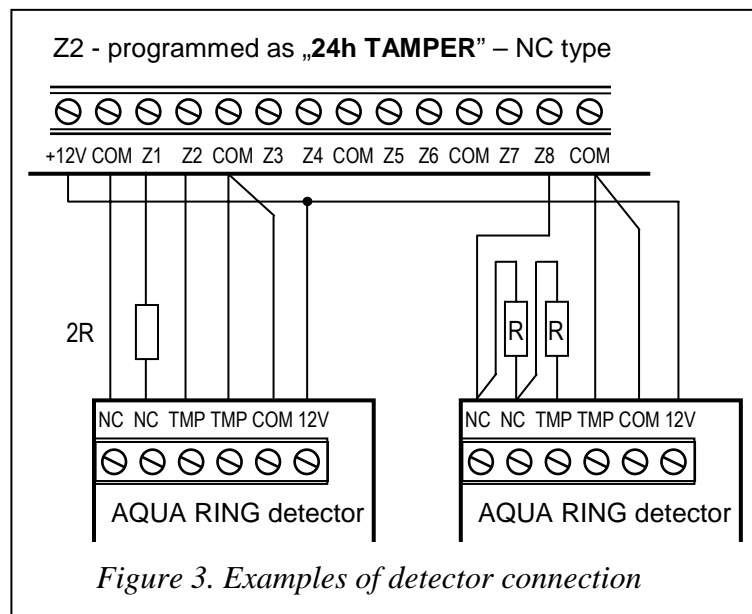 Z2 - programmed as „24h TAMPER” – NC type
+12V COM Z1 Z2 COM Z3 Z4 COM Z5 Z6 COM Z7 Z8 COM
2R
R R
NC NC TMP TMP COM 12V
NC NC TMP TMP COM 12V
AQUA RING detector
AQUA RING detector
Figure 3. Examples of detector connection